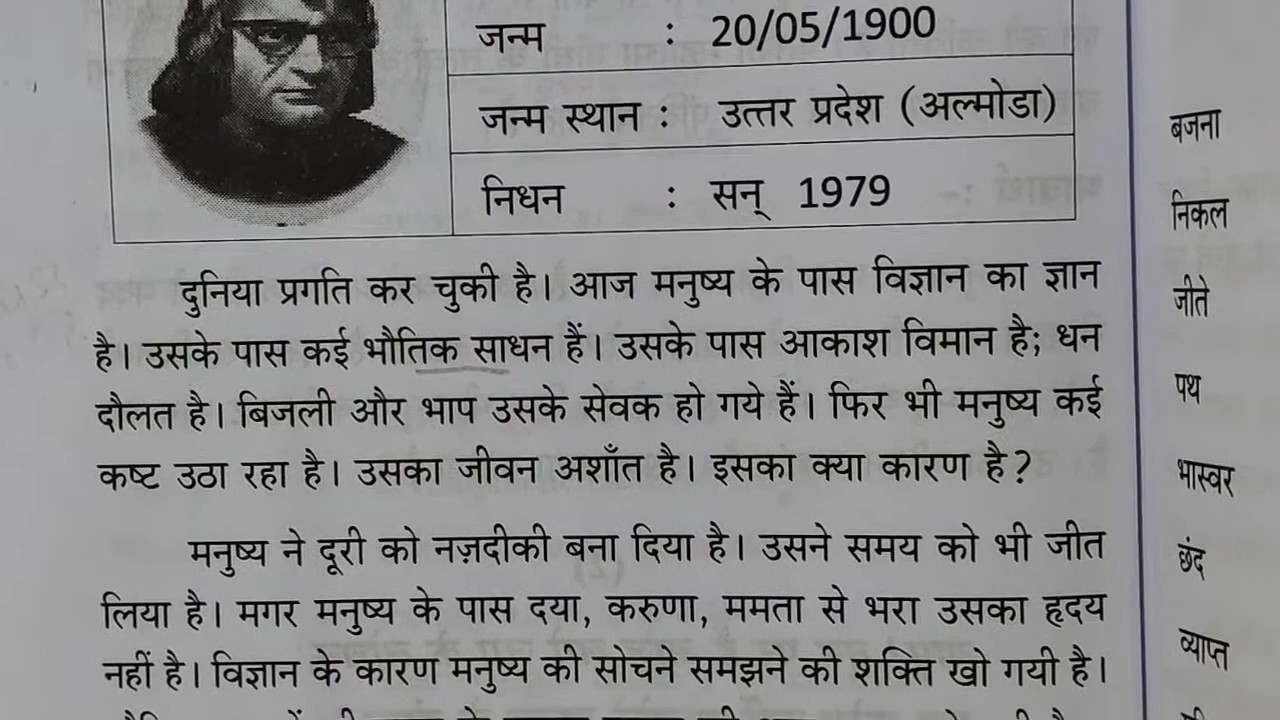 जन्म : 20/05/1900
जन्म स्थान : उत्तर प्रदेश (अल्मोडा)
निधन : सन् 1979
दुनिया प्रगति कर चुकी है। आज मनुष्य के पास विज्ञान का ज्ञान
है। उसके पास कई भौतिक साधन हैं। उसके पास आकाश विमान है; धन
दौलत है। बिजली और भाप उसके सेवक हो गये हैं। फिर भी मनुष्य कई
कष्ट उठा रहा है। उसका जीवन अशाँत है। इसका क्या कारण है?
मनुष्य ने दूरी को नज़दीकी बना दिया है। उसने समय को भी जीत
लिया है। मगर मनुष्य के पास दया, करुणा, ममता से भरा उसका हृदय
नहीं है। विज्ञान के कारण मनुष्य की सोचने समझने की शक्ति खो गयी है।
बजना
निकल
जीते
पथ
भास्वर
छंद
व्याप्त